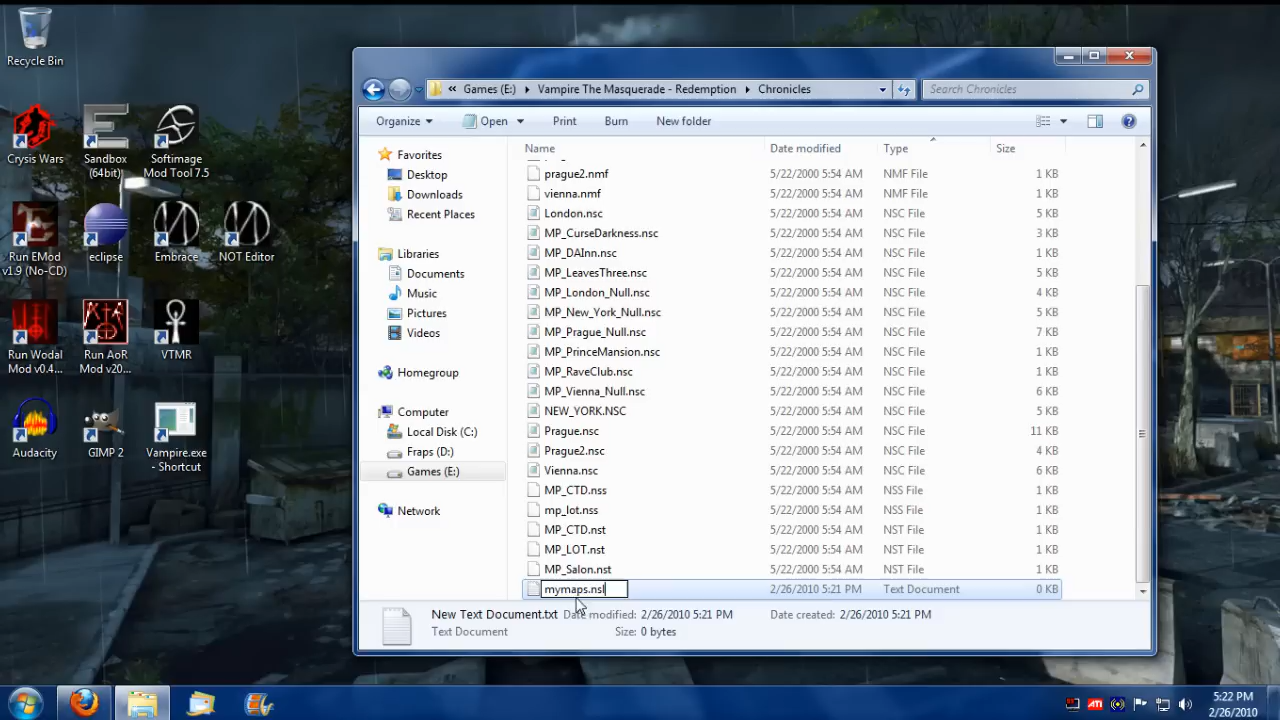 Recycle Bin
Crysis Wars
Sandbox
(64bit)
Softimage
Mod Tool 7.5
Run EMod
v1.9 (No-CD)
eclipse
Embrace
NOT Editor
Run Wodal
Mod v0.4...
Run AoR
Mod v20...
VTMR
Audacity
GIMP 2
Vampire.exe
- Shortcut
« Games (E:) Vampire The Masquerade - Redemption Chronicles
Search Chronicles
Organize Open Print Burn New folder
Favorites
Desktop
Downloads
Recent Places
Libraries
Documents
Music
Pictures
Videos
Homegroup
Computer
Local Disk (C:)
Fraps (D:)
Games (E:)
Network
Name Date modified Type Size
prague2.nmf 5/22/2000 5:54 AM NMF File 1 KB
vienna.nmf 5/22/2000 5:54 AM NMF File 1 KB
London.nsc 5/22/2000 5:54 AM NSC File 5 KB
MP_CurseDarkness.nsc 5/22/2000 5:54 AM NSC File 3 KB
MP_DAInn.nsc 5/22/2000 5:54 AM NSC File 1 KB
MP_LeavesThree.nsc 5/22/2000 5:54 AM NSC File 5 KB
MP_London_Null.nsc 5/22/2000 5:54 AM NSC File 4 KB
MP_New_York_Null.nsc 5/22/2000 5:54 AM NSC File 5 KB
MP_Prague_Null.nsc 5/22/2000 5:54 AM NSC File 7 KB
MP_PrinceMansion.nsc 5/22/2000 5:54 AM NSC File 1 KB
MP_RaveClub.nsc 5/22/2000 5:54 AM NSC File 1 KB
MP_Vienna_Null.nsc 5/22/2000 5:54 AM NSC File 6 KB
NEW_YORK.NSC 5/22/2000 5:54 AM NSC File 5 KB
Prague.nsc 5/22/2000 5:54 AM NSC File 11 KB
Prague2.nsc 5/22/2000 5:54 AM NSC File 4 KB
Vienna.nsc 5/22/2000 5:54 AM NSC File 6 KB
MP_CTD.nss 5/22/2000 5:54 AM NSS File 1 KB
mp_lot.nss 5/22/2000 5:54 AM NSS File 1 KB
MP_CTD.nst 5/22/2000 5:54 AM NST File 1 KB
MP_LOT.nst 5/22/2000 5:54 AM NST File 1 KB
MP_Salon.nst 5/22/2000 5:54 AM NST File 1 KB
mymaps.nsl 2/26/2010 5:21 PM Text Document 0 KB
New Text Document.txt Date modified: 2/26/2010 5:21 PM Date created: 2/26/2010 5:21 PM
Text Document Size: 0 bytes
ATI
5:22 PM
2/26/2010